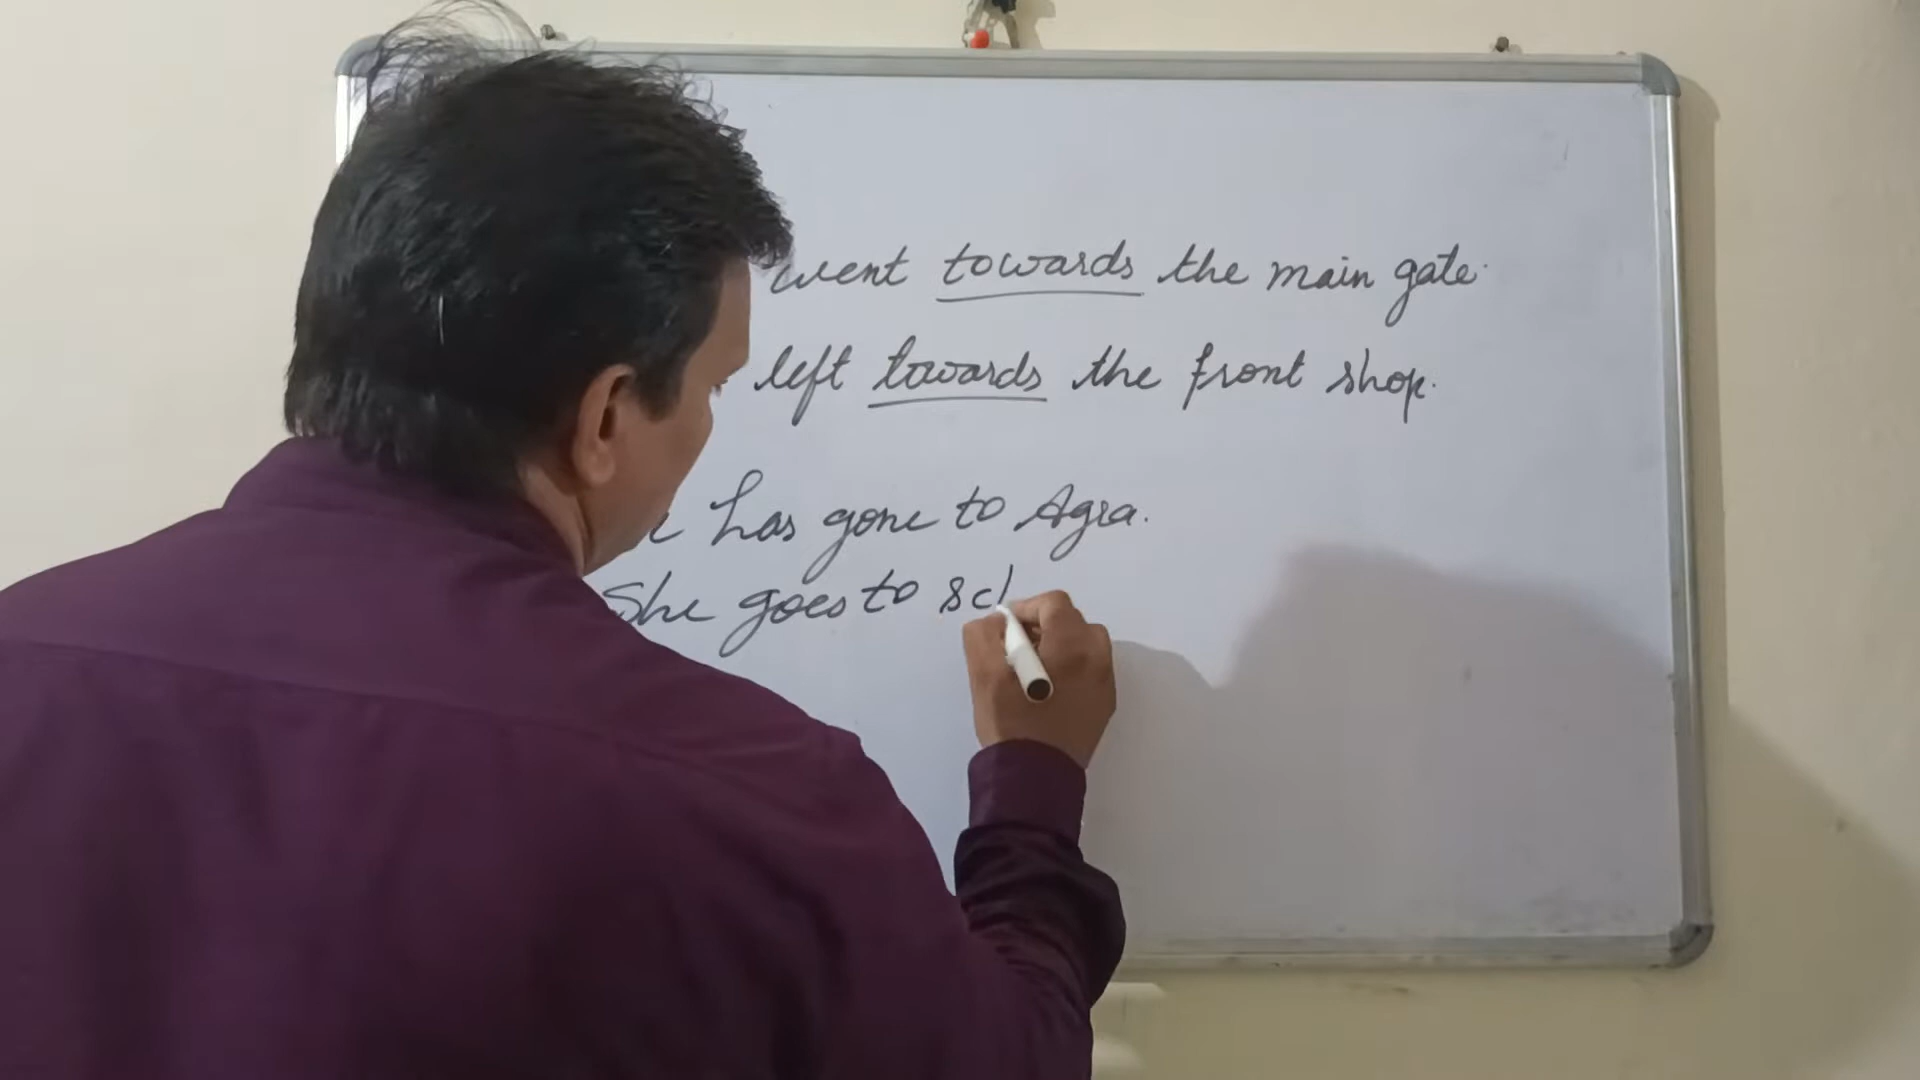 went towards the main gate.
left towards the front shop.
has gone to Agra.
She goes to sch